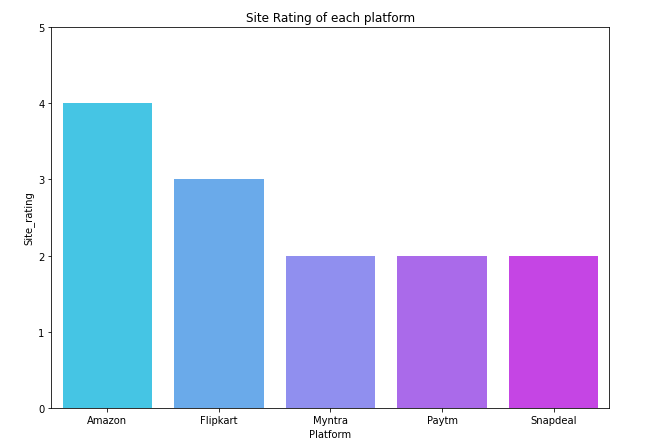 Site Rating of each platform
5
4
3
2
1
0
Site_rating
Amazon Flipkart Myntra Paytm Snapdeal
Platform